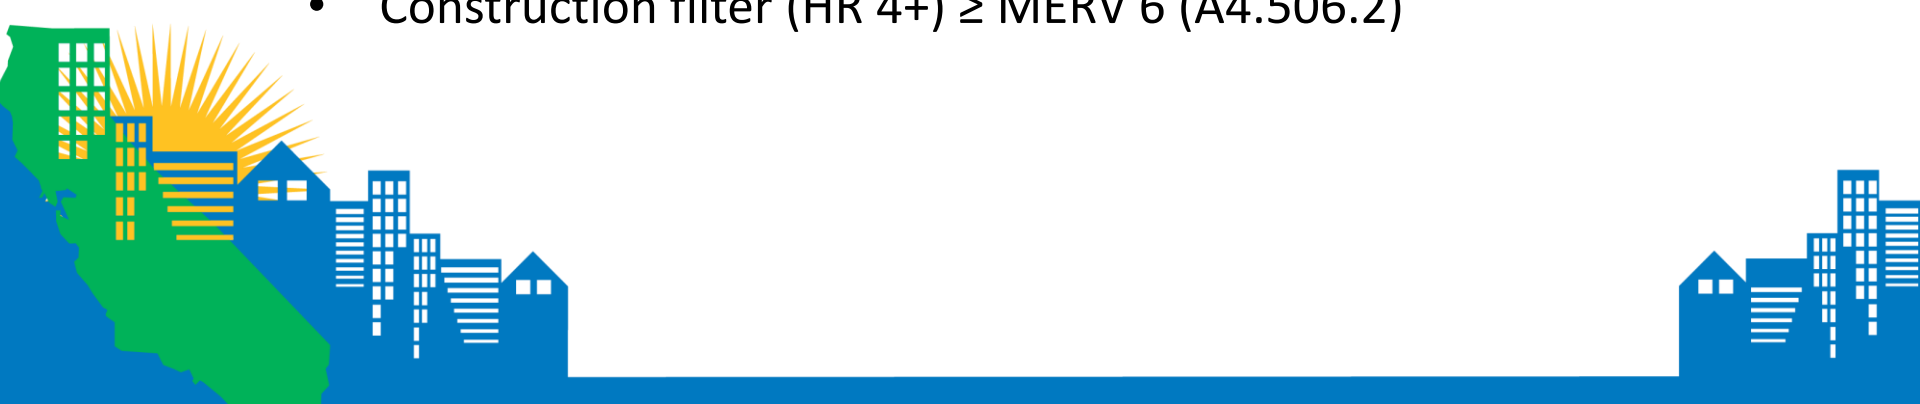 • Construction filter (HR 4+) ≥ MERV 6 (A4.506.2)